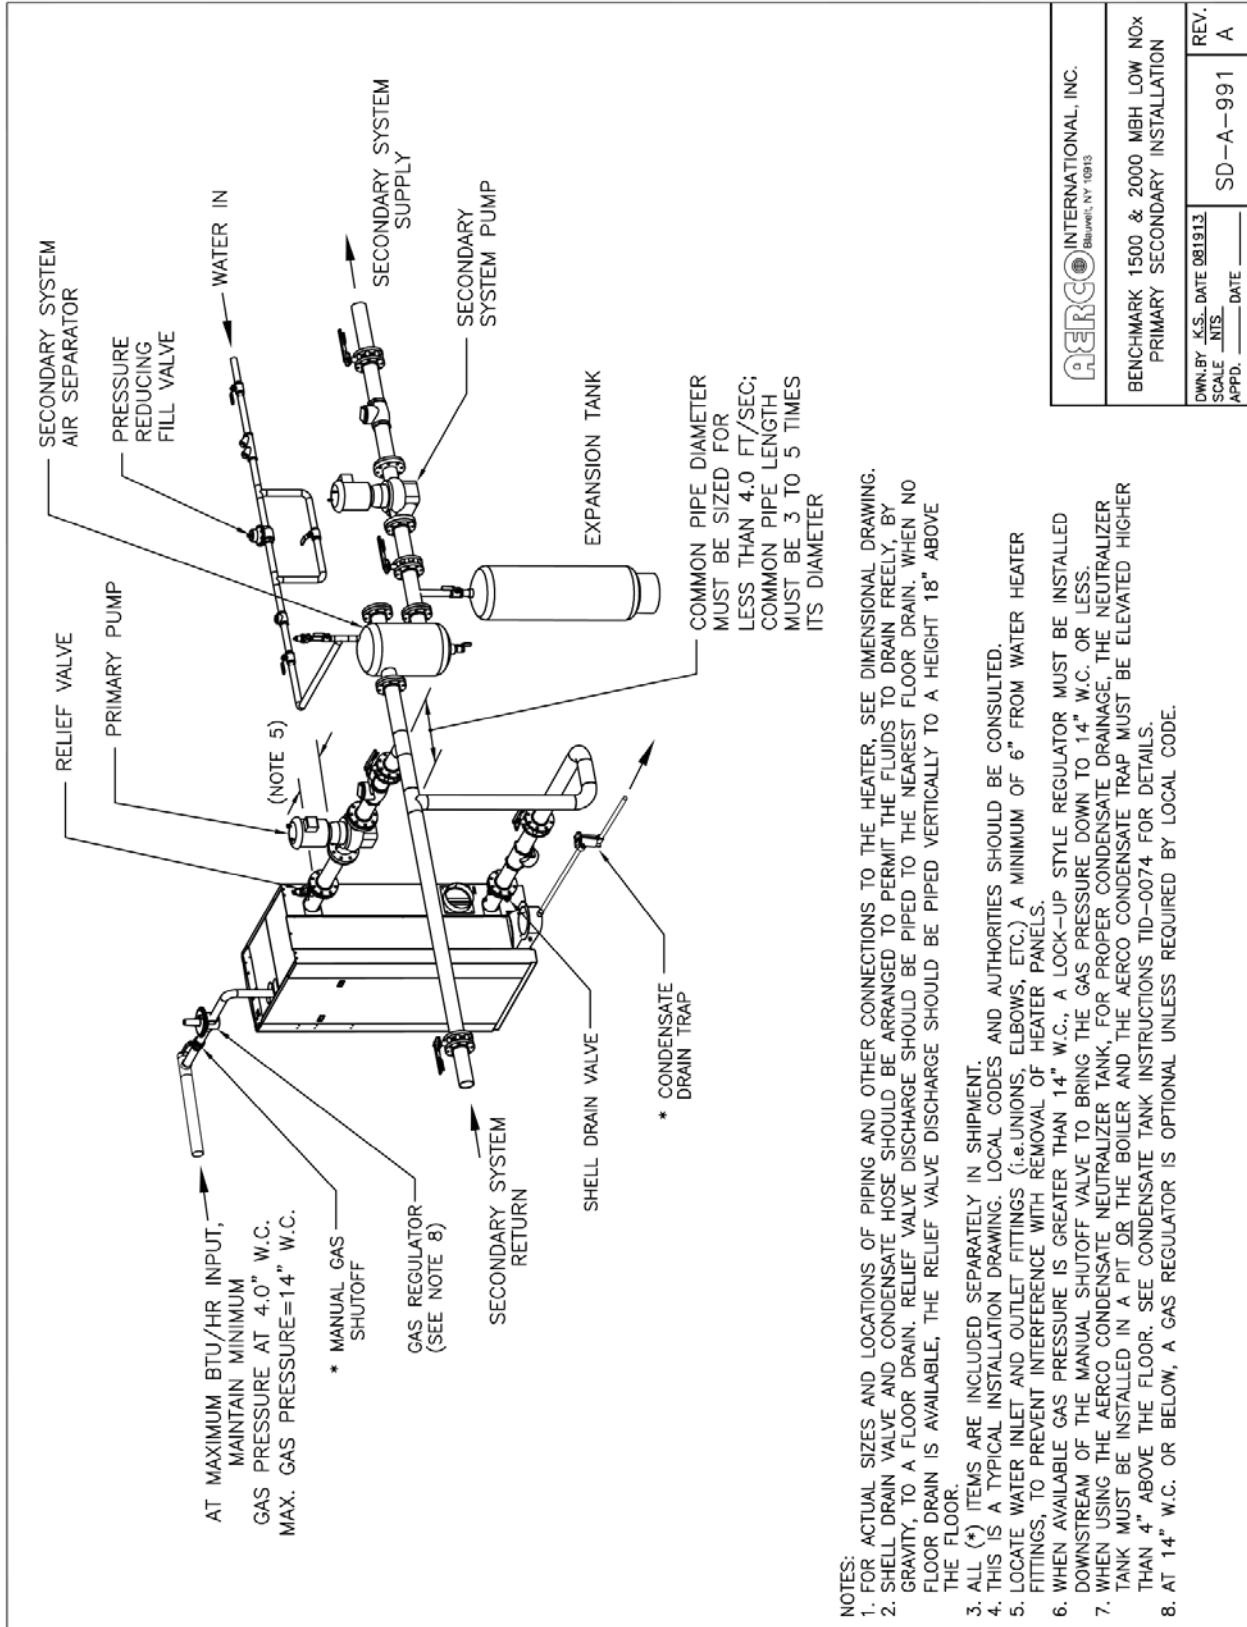 SECONDARY SYSTEM
AIR SEPARATOR
RELIEF VALVE
PRESSURE
REDUCING
FILL VALVE
PRIMARY PUMP
WATER IN
(NOTE 5)
AT MAXIMUM BTU/HR INPUT,
MAINTAIN MINIMUM
GAS PRESSURE AT 4.0" W.C.
MAX. GAS PRESSURE=14" W.C.
SECONDARY SYSTEM
SUPPLY
* MANUAL GAS
SHUTOFF
GAS REGULATOR
(SEE NOTE 8)
SECONDARY
SYSTEM PUMP
SECONDARY SYSTEM
RETURN
SHELL DRAIN VALVE
EXPANSION TANK
* CONDENSATE
DRAIN TRAP
COMMON PIPE DIAMETER
MUST BE SIZED FOR
LESS THAN 4.0 FT/SEC;
COMMON PIPE LENGTH
MUST BE 3 TO 5 TIMES
ITS DIAMETER
NOTES:
1. FOR ACTUAL SIZES AND LOCATIONS OF PIPING AND OTHER CONNECTIONS TO THE HEATER, SEE DIMENSIONAL DRAWING.
2. SHELL DRAIN VALVE AND CONDENSATE HOSE SHOULD BE ARRANGED TO PERMIT THE FLUIDS TO DRAIN FREELY, BY
GRAVITY, TO A FLOOR DRAIN. RELIEF VALVE DISCHARGE SHOULD BE PIPED TO THE NEAREST FLOOR DRAIN. WHEN NO
FLOOR DRAIN IS AVAILABLE, THE RELIEF VALVE DISCHARGE SHOULD BE PIPED VERTICALLY TO A HEIGHT 18" ABOVE
THE FLOOR.
3. ALL (*) ITEMS ARE INCLUDED SEPARATELY IN SHIPMENT.
4. THIS IS A TYPICAL INSTALLATION DRAWING. LOCAL CODES AND AUTHORITIES SHOULD BE CONSULTED.
5. LOCATE WATER INLET AND OUTLET FITTINGS (i.e.UNIONS, ELBOWS, ETC.) A MINIMUM OF 6" FROM WATER HEATER
FITTINGS, TO PREVENT INTERFERENCE WITH REMOVAL OF HEATER PANELS.
6. WHEN AVAILABLE GAS PRESSURE IS GREATER THAN 14" W.C., A LOCK-UP STYLE REGULATOR MUST BE INSTALLED
DOWNSTREAM OF THE MANUAL SHUTOFF VALVE TO BRING THE GAS PRESSURE DOWN TO 14" W.C. OR LESS.
7. WHEN USING THE AERCO CONDENSATE NEUTRALIZER TANK, FOR PROPER CONDENSATE DRAINAGE, THE NEUTRALIZER
TANK MUST BE INSTALLED IN A PIT OR THE BOILER AND THE AERCO CONDENSATE TRAP MUST BE ELEVATED HIGHER
THAN 4" ABOVE THE FLOOR. SEE CONDENSATE TANK INSTRUCTIONS TID-0074 FOR DETAILS.
8. AT 14" W.C. OR BELOW, A GAS REGULATOR IS OPTIONAL UNLESS REQUIRED BY LOCAL CODE.
AERCO INTERNATIONAL, INC.
Blauvelt, NY 10913
BENCHMARK 1500 & 2000 MBH LOW NOx
PRIMARY SECONDARY INSTALLATION
DWN.BY K.S. DATE 081913
SCALE NTS
APPD. DATE
SD-A-991
REV.
A